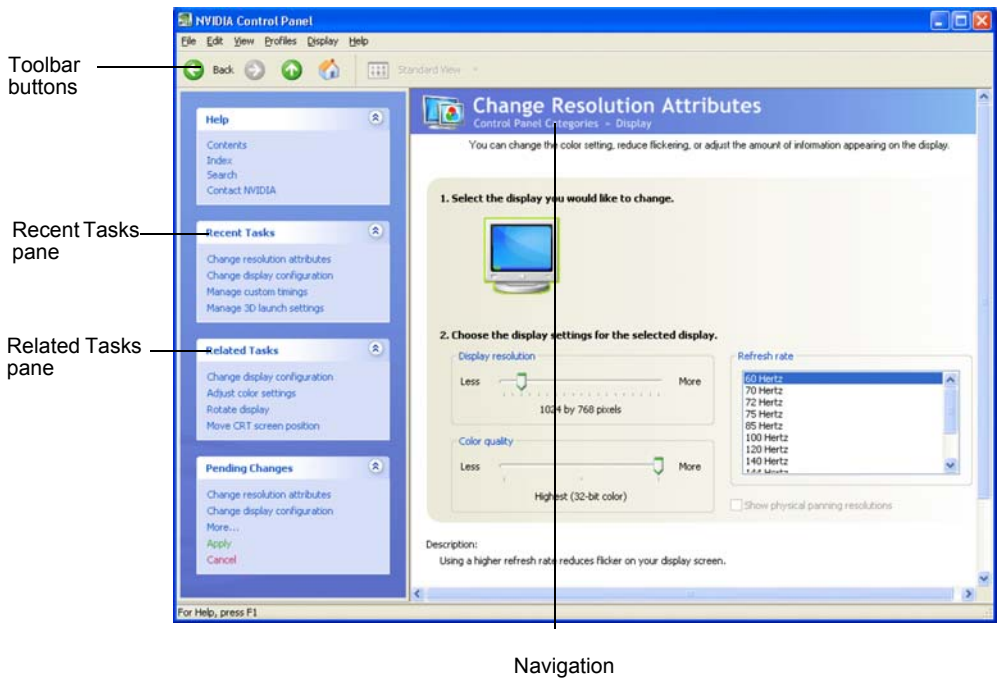 NVIDIA Control Panel
File Edit View Profiles Display Help
Toolbar
buttons
Back
Standard View
Help
Contents
Index
Search
Contact NVIDIA
Recent Tasks
pane
Recent Tasks
Change resolution attributes
Change display configuration
Manage custom timings
Manage 3D launch settings
Related Tasks
pane
Related Tasks
Change display configuration
Adjust color settings
Rotate display
Move CRT screen position
Pending Changes
Change resolution attributes
Change display configuration
More...
Apply
Cancel
Change Resolution Attributes
Control Panel Categories - Display
You can change the color setting, reduce flickering, or adjust the amount of information appearing on the display.
1. Select the display you would like to change.
2. Choose the display settings for the selected display.
Display resolution
Less More
1024 by 768 pixels
Color quality
Less More
Highest (32-bit color)
Refresh rate
60 Hertz
70 Hertz
72 Hertz
75 Hertz
85 Hertz
100 Hertz
120 Hertz
140 Hertz
144 Hertz
Show physical panning resolutions
Description:
Using a higher refresh rate reduces flicker on your display screen.
For Help, press F1
Navigation